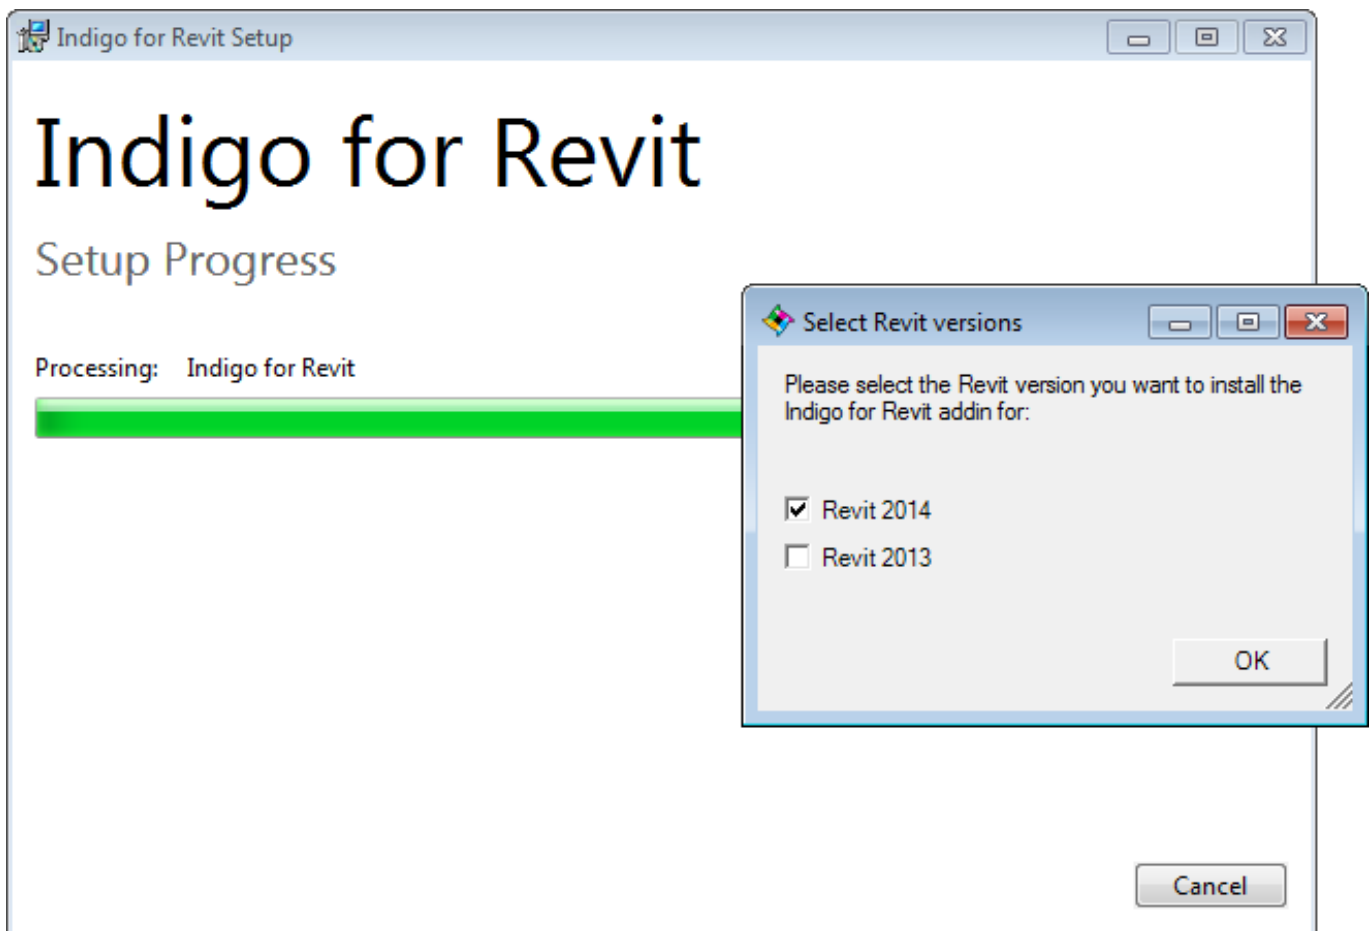 Indigo for Revit Setup
Indigo for Revit
Setup Progress
Processing: Indigo for Revit
Select Revit versions
Please select the Revit version you want to install the
Indigo for Revit addin for:
Revit 2014
Revit 2013
OK
Cancel